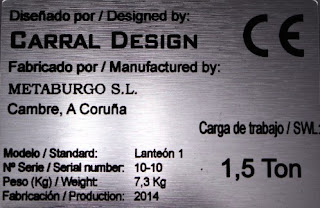 Diseñado por / Designed by:
CARRAL DESIGN
CE
Fabricado por / Manufactured by:
METABURGO S.L.
Cambre, A Coruña
Carga de trabajo / SWL:
1,5 Ton
Modelo / Standard: Lanteón 1
Nº Serie / Serial number: 10-10
Peso (Kg) / Weight: 7,3 Kg
Fabricación / Production: 2014